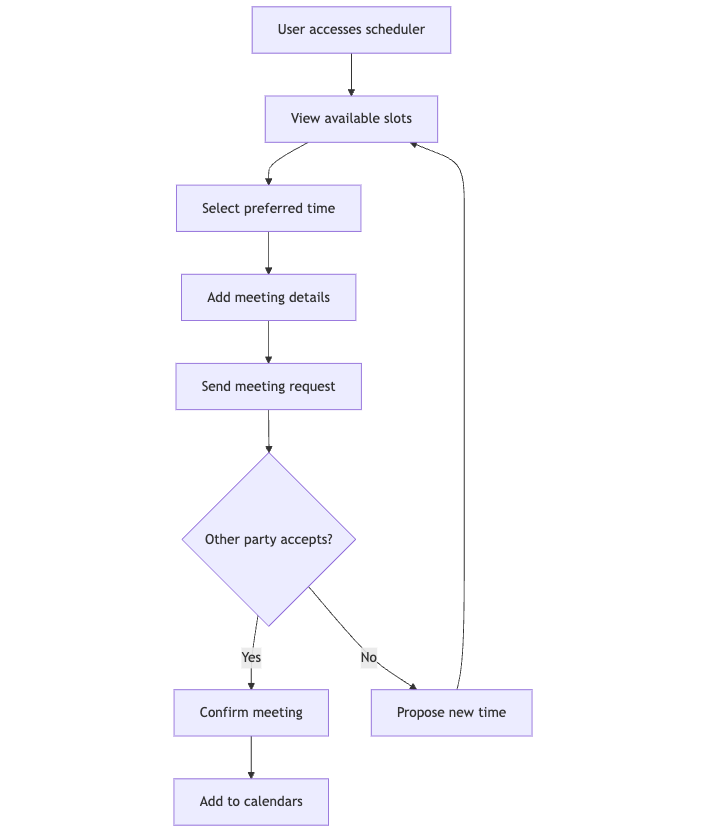 User accesses scheduler
View available slots
Select preferred time
Add meeting details
Send meeting request
Other party accepts?
Yes
No
Confirm meeting
Propose new time
Add to calendars